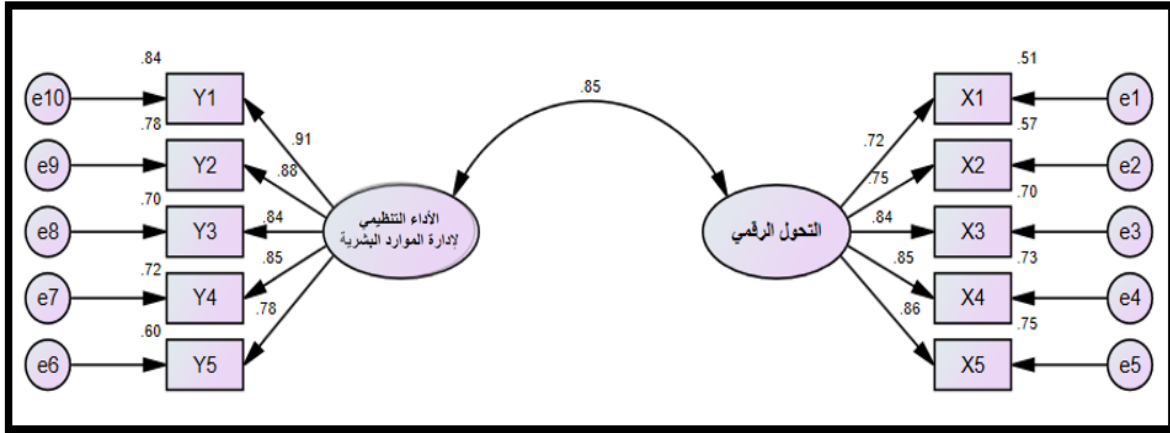 .84
.51
e10
Y1
X1
e1
.78
.85
.57
.91
.72
e9
Y2
X2
e2
.70
.88
.75
.70
e8
Y3
.84
الأداء التنظيمي
لإدارة الموارد البشرية
التحول الرقمي
.84
X3
e3
.72
.85
.85
.73
e7
Y4
X4
e4
.60
.78
.86
.75
e6
Y5
X5
e5